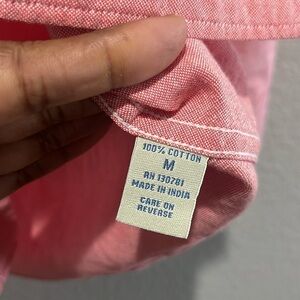 100% COTTON
M
RN 130781
MADE IN INDIA
CARE ON
REVERSE